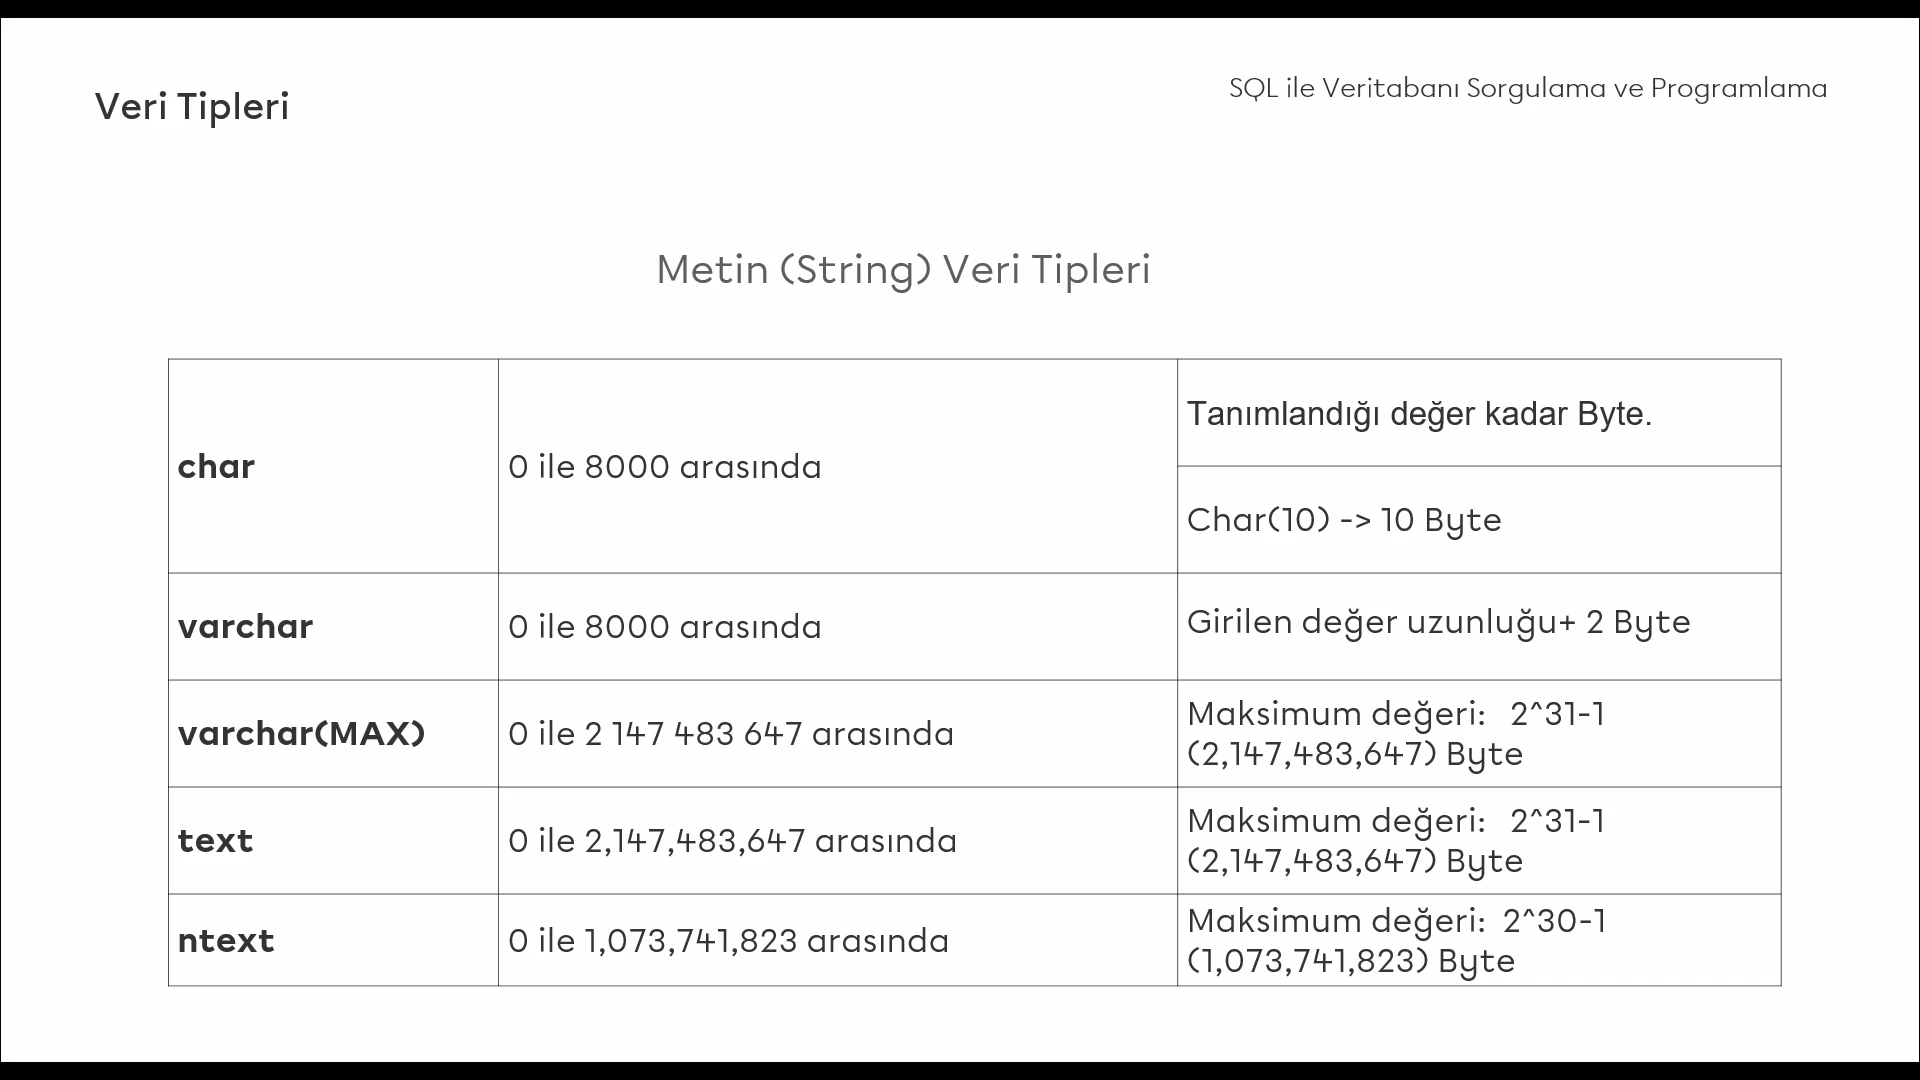 Veri Tipleri
SQL ile Veritabanı Sorgulama ve Programlama
Metin (String) Veri Tipleri
char
0 ile 8000 arasında
Tanımlandığı değer kadar Byte.
Char(10) -> 10 Byte
varchar
0 ile 8000 arasında
Girilen değer uzunluğu+ 2 Byte
varchar(MAX)
0 ile 2 147 483 647 arasında
Maksimum değeri: 2^31-1
(2,147,483,647) Byte
text
0 ile 2,147,483,647 arasında
Maksimum değeri: 2^31-1
(2,147,483,647) Byte
ntext
0 ile 1,073,741,823 arasında
Maksimum değeri: 2^30-1
(1,073,741,823) Byte